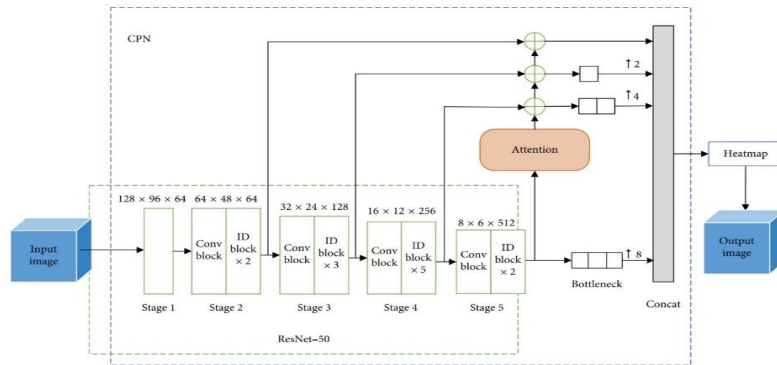 CPN
↑ 2
↑ 4
Attention
Heatmap
128 × 96 × 64
64 × 48 × 64
32 × 24 × 128
16 × 12 × 256
8 × 6 × 512
Input
image
Conv
block
ID
block
× 2
Conv
block
ID
block
× 3
Conv
block
ID
block
× 5
Conv
block
ID
block
× 2
↑ 8
Output
image
Bottleneck
Concat
Stage 1
Stage 2
Stage 3
Stage 4
Stage 5
ResNet–50